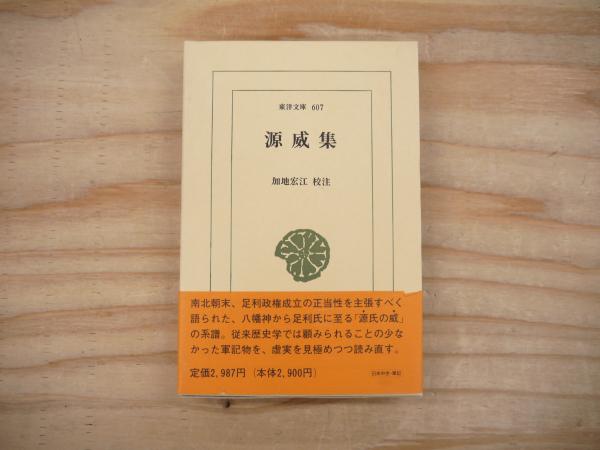 東洋文庫 607
源威集
加地宏江 校注
南北朝末、足利政権成立の正当性を主張すべく
語られた、八幡神から足利氏に至る「源氏の威」
の系譜。従来歴史学では顧みられることの少な
かった軍記物を、虚実を見極めつつ読み直す。
定価2,987円（本体2,900円）